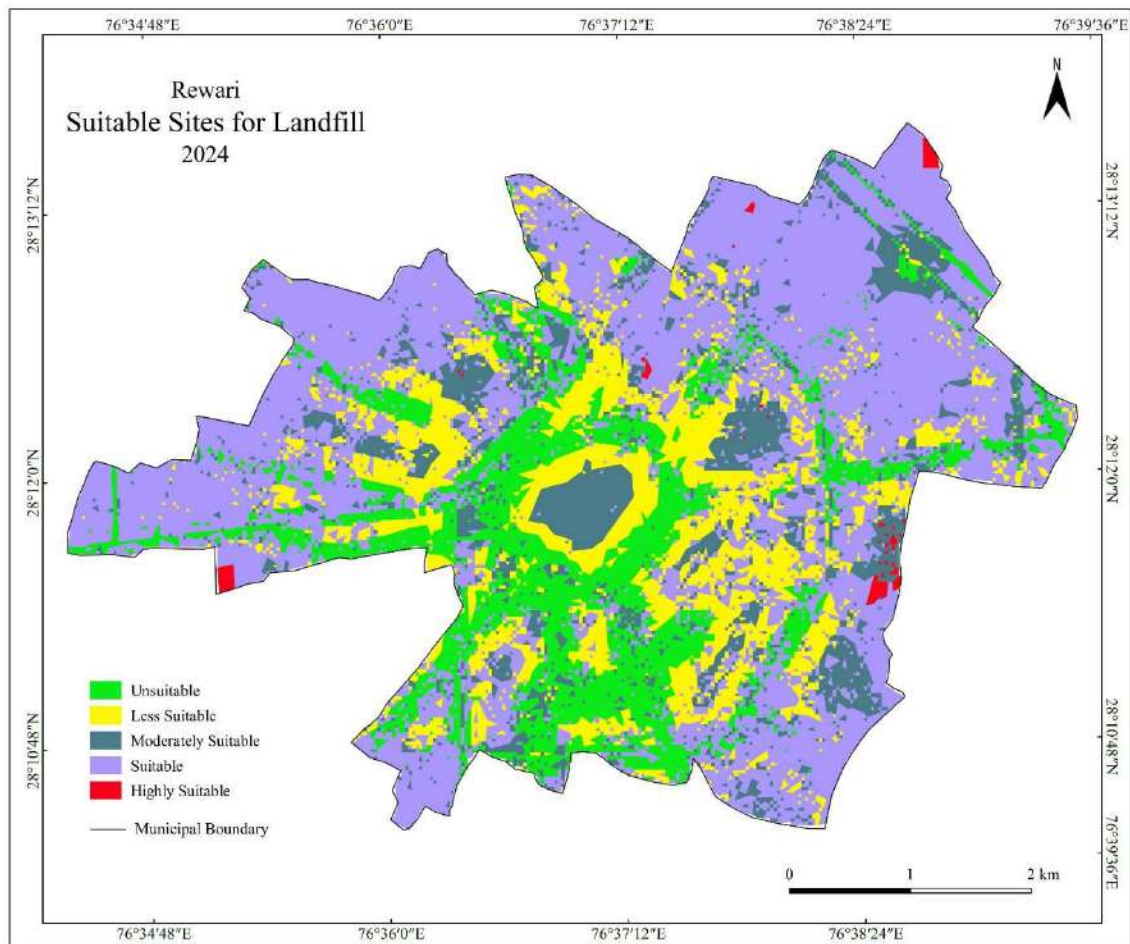 76°34'48"E
76°36'0"E
76°37'12"E
76°38'24"E
76°39'36"E
Rewari
Suitable Sites for Landfill
2024
N
28°13'12"N
28°13'12"N
28°12'0"N
28°12'0"N
Unsuitable
Less Suitable
Moderately Suitable
Suitable
Highly Suitable
Municipal Boundary
28°10'48"N
28°10'48"N
76°39'36"E
0 1 2 km
76°34'48"E
76°36'0"E
76°37'12"E
76°38'24"E